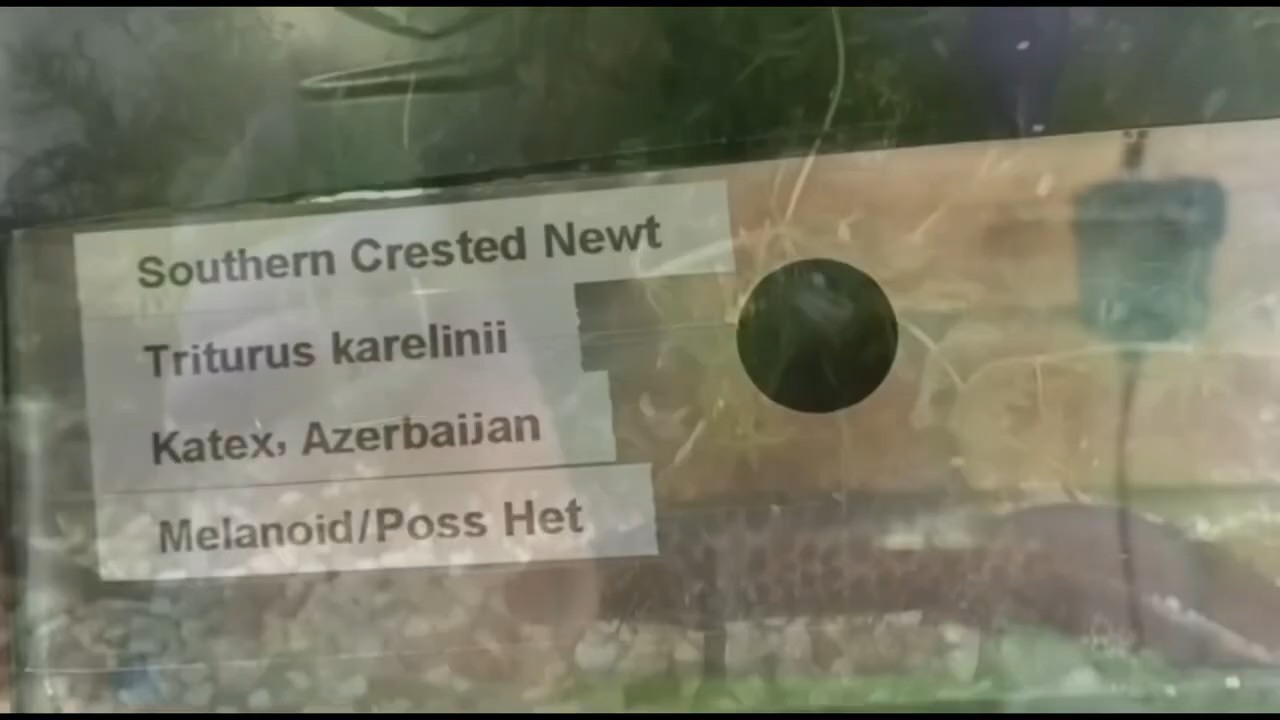 Southern Crested Newt
Triturus karelinii
Katex, Azerbaijan
Melanoid/Poss Het